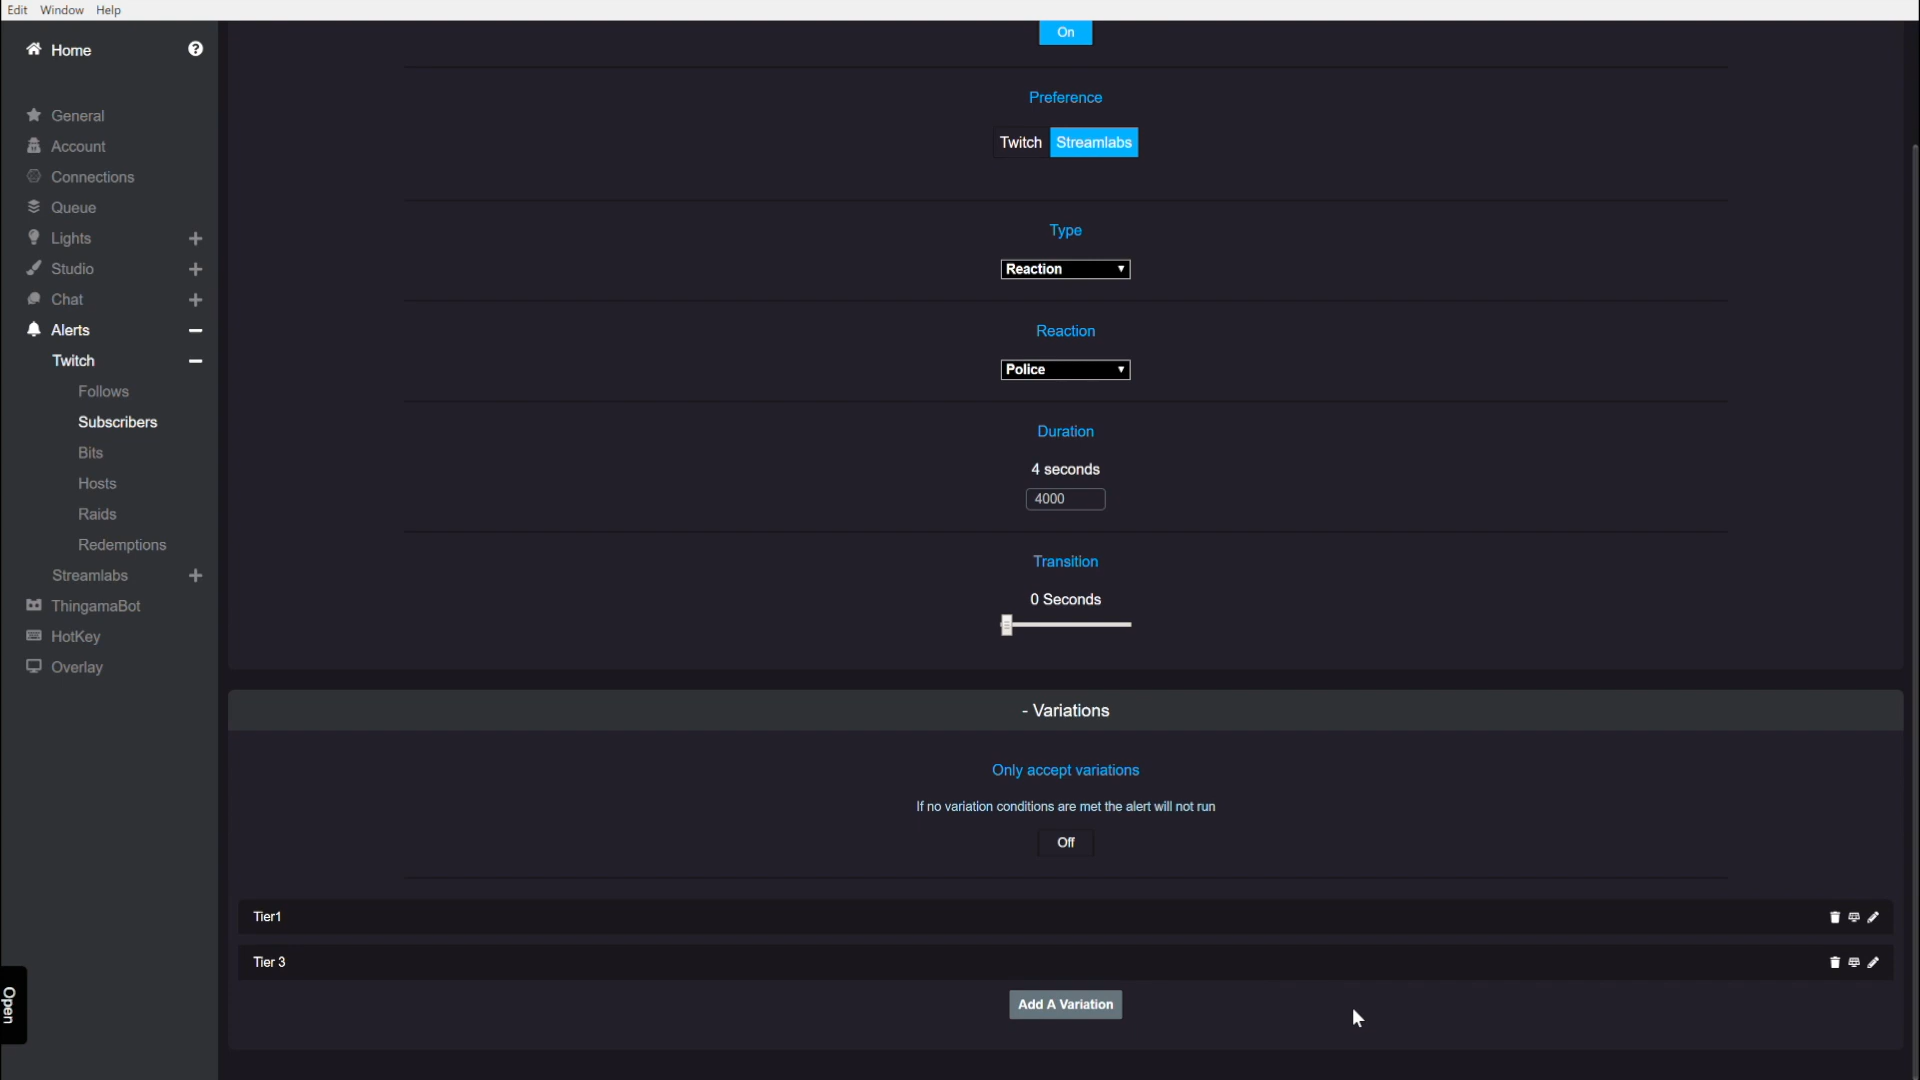 Edit Window Help
Home
General
Account
Connections
Queue
Lights
Studio
Chat
Alerts
Twitch
Follows
Subscribers
Bits
Hosts
Raids
Redemptions
Streamlabs
ThingamaBot
HotKey
Overlay
Open
On
Preference
Twitch Streamlabs
Type
Reaction
Reaction
Police
Duration
4 seconds
4000
Transition
0 Seconds
- Variations
Only accept variations
If no variation conditions are met the alert will not run
Off
Tier1
Tier 3
Add A Variation